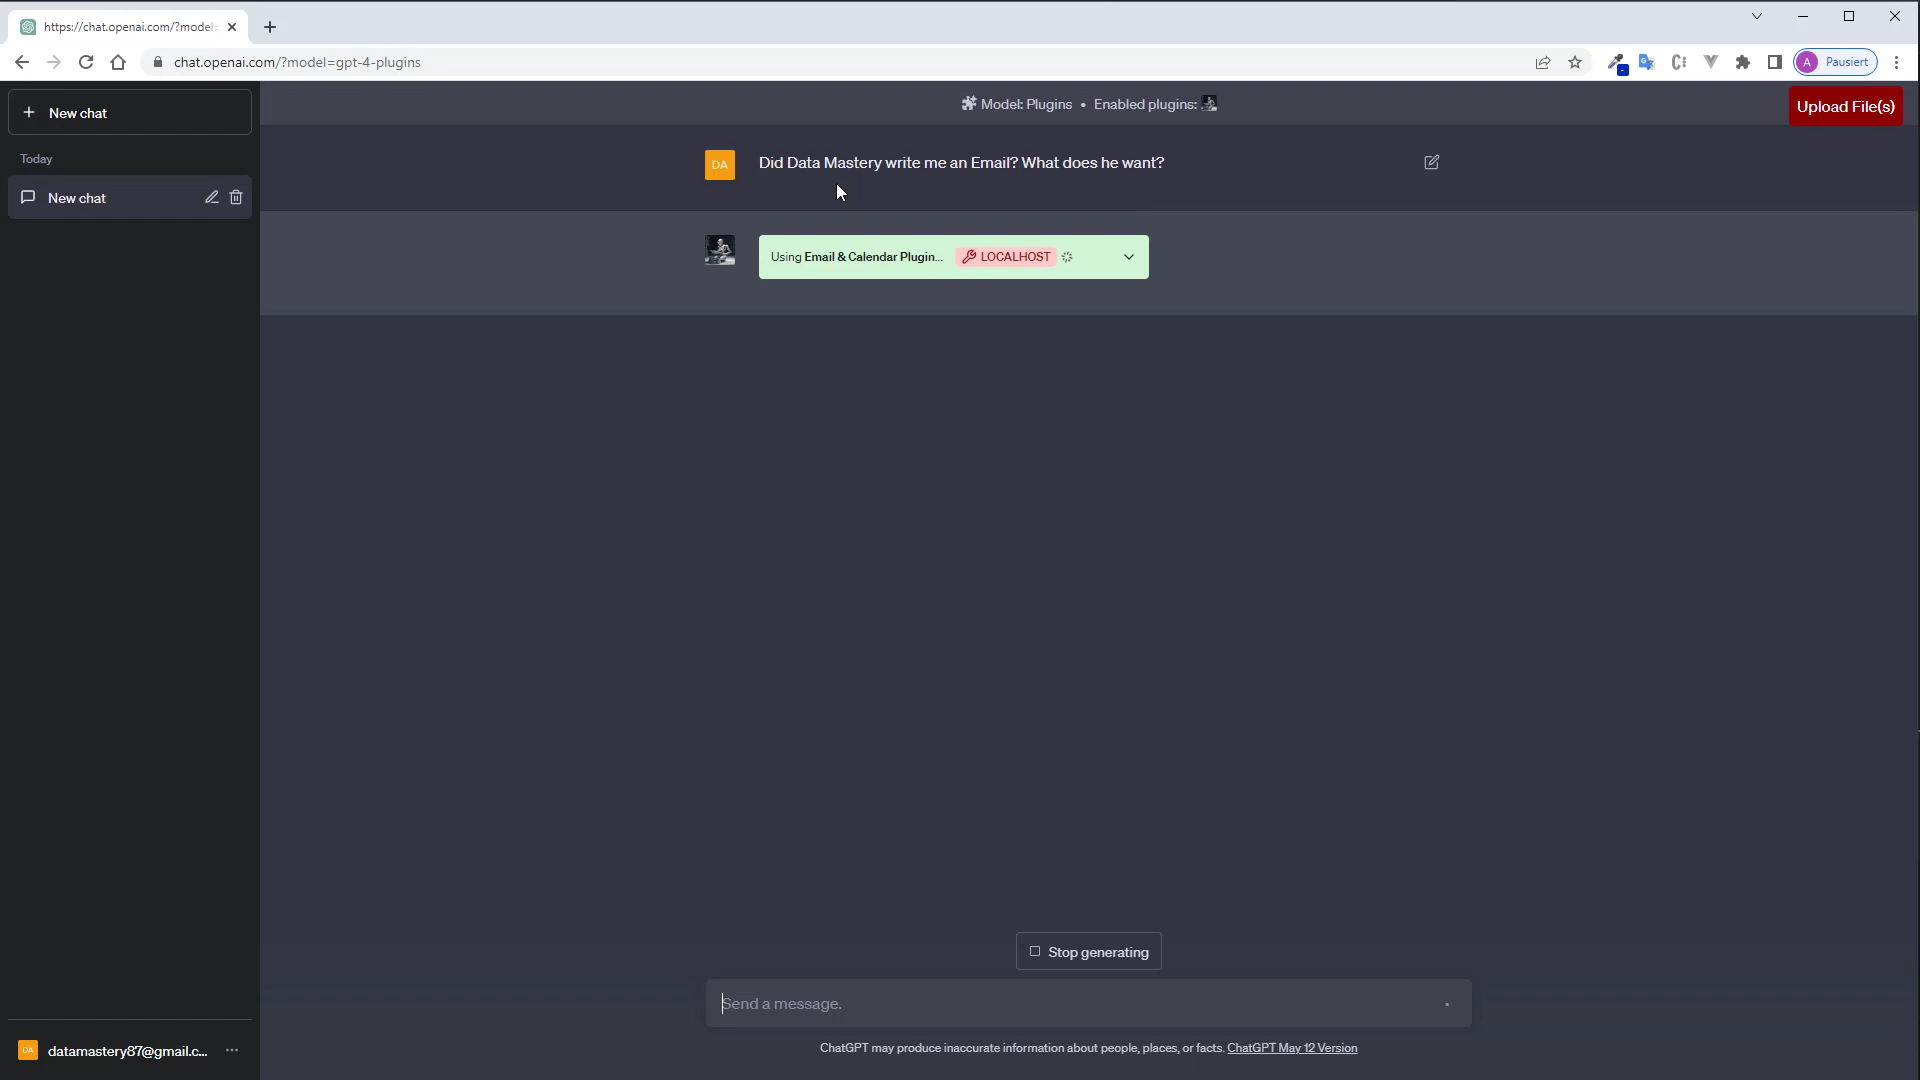 https://chat.openai.com/?model=
chat.openai.com/?model=gpt-4-plugins
A Pausiert
New chat
Model: Plugins • Enabled plugins:
Upload File(s)
Today
New chat
DA
Did Data Mastery write me an Email? What does he want?
Using Email & Calendar Plugin... LOCALHOST
Stop generating
Send a message.
ChatGPT may produce inaccurate information about people, places, or facts. ChatGPT May 12 Version
DA datamastery87@gmail.c...